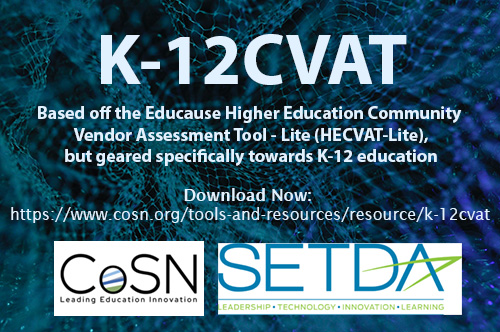 K-12CVAT
Based off the Educause Higher Education Community
Vendor Assessment Tool - Lite (HECVAT-Lite),
but geared specifically towards K-12 education
Download Now:
https://www.cosn.org/tools-and-resources/resource/k-12cvat
CoSN
Leading Education Innovation
SETDA
LEADERSHIP • TECHNOLOGY • INNOVATION • LEARNING